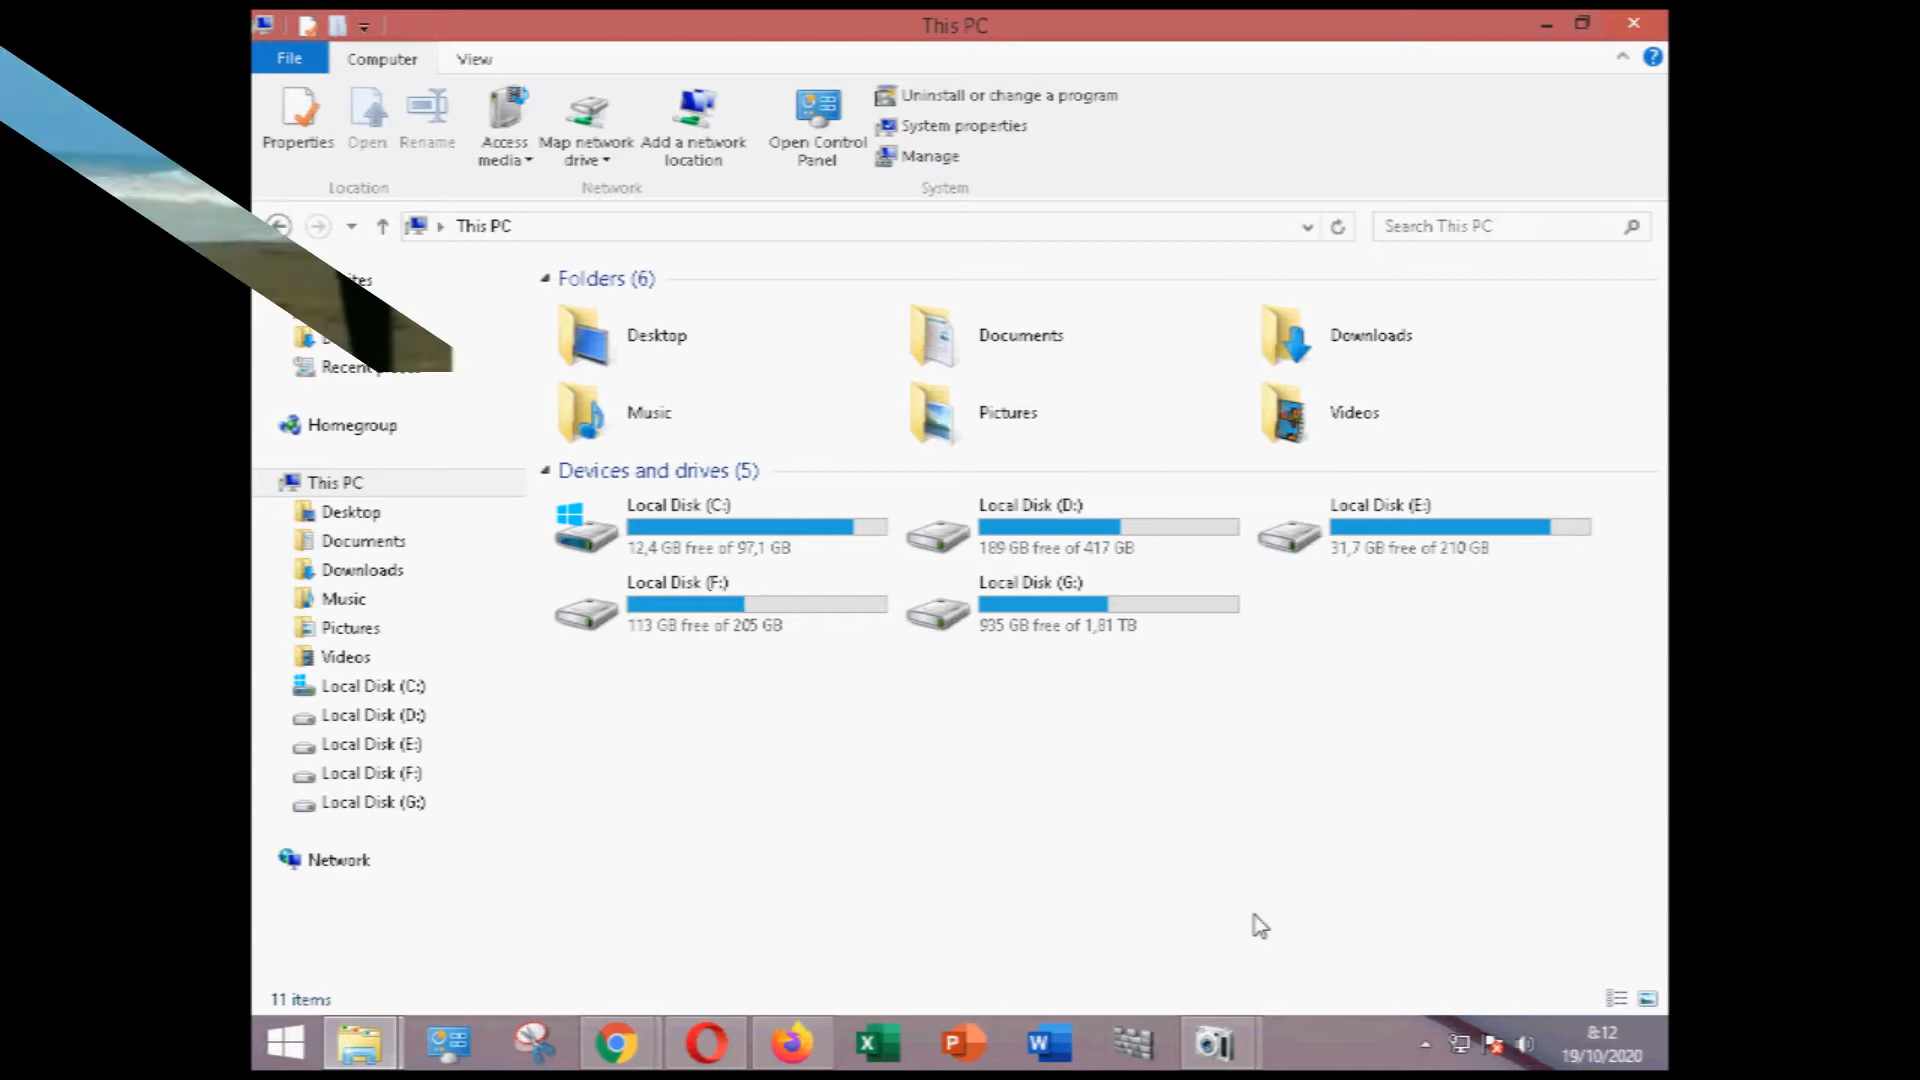 This PC
File
Computer
View
Properties
Open
Rename
Access media
Map network drive
Add a network location
Open Control Panel
Uninstall or change a program
System properties
Manage
Location
Network
System
This PC
Search This PC
Folders (6)
Desktop
Documents
Downloads
Music
Pictures
Videos
Devices and drives (5)
Local Disk (C:)
12,4 GB free of 97,1 GB
Local Disk (D:)
189 GB free of 417 GB
Local Disk (E:)
31,7 GB free of 210 GB
Local Disk (F:)
113 GB free of 205 GB
Local Disk (G:)
935 GB free of 1,81 TB
Recent
Homegroup
This PC
Desktop
Documents
Downloads
Music
Pictures
Videos
Local Disk (C:)
Local Disk (D:)
Local Disk (E:)
Local Disk (F:)
Local Disk (G:)
Network
11 items
8:12
19/10/2020